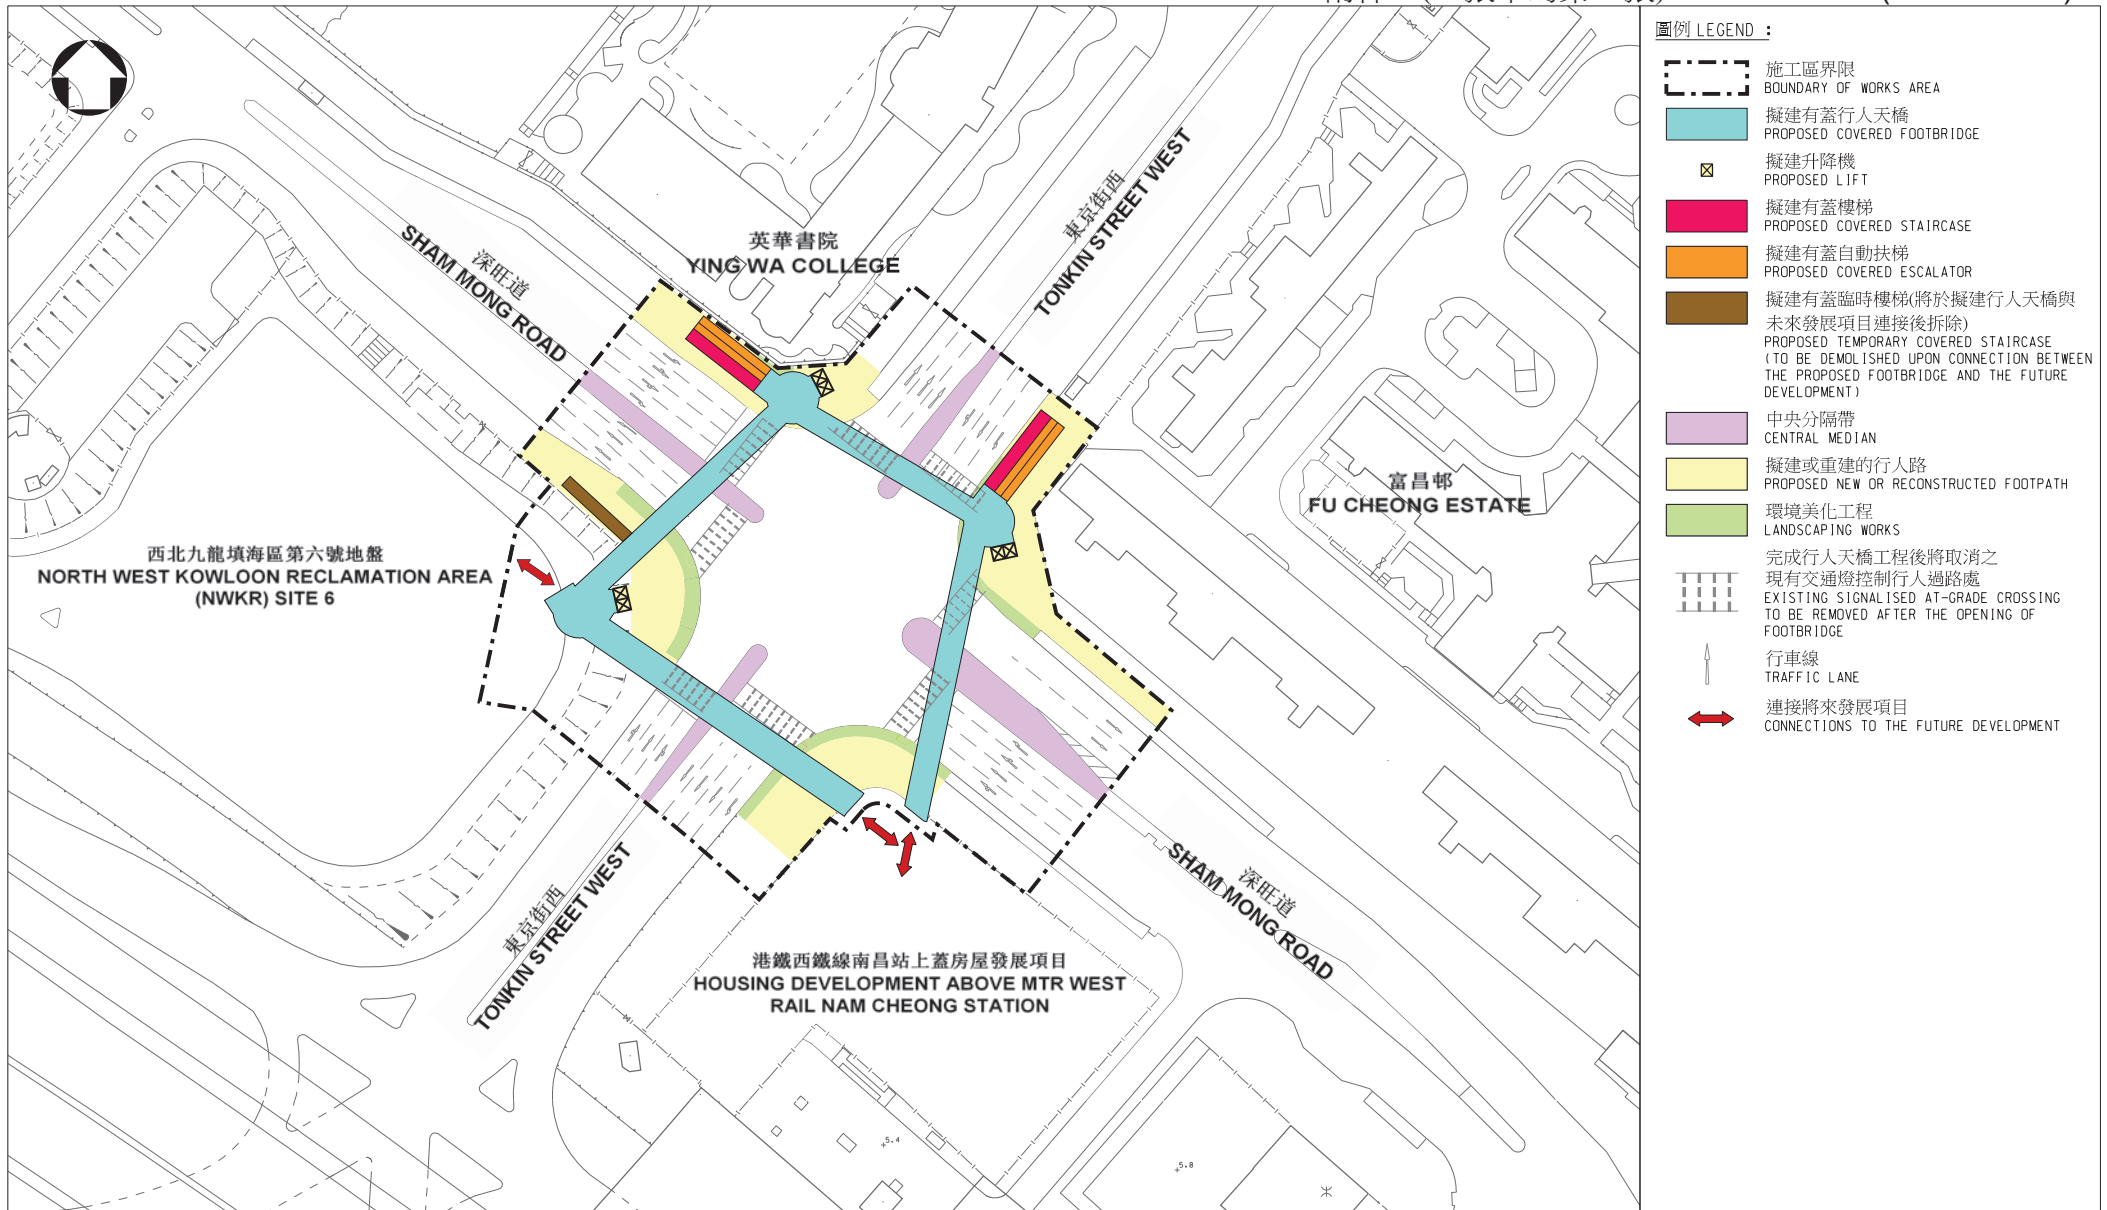 圖例 LEGEND :
施工區界限
BOUNDARY OF WORKS AREA
擬建有蓋行人天橋
PROPOSED COVERED FOOTBRIDGE
擬建升降機
PROPOSED LIFT
擬建有蓋樓梯
PROPOSED COVERED STAIRCASE
擬建有蓋自動扶梯
PROPOSED COVERED ESCALATOR
擬建有蓋臨時樓梯(將於擬建行人天橋與
未來發展項目連接後拆除)
PROPOSED TEMPORARY COVERED STAIRCASE
(TO BE DEMOLISHED UPON CONNECTION BETWEEN
THE PROPOSED FOOTBRIDGE AND THE FUTURE
DEVELOPMENT)
中央分隔帶
CENTRAL MEDIAN
擬建或重建的行人路
PROPOSED NEW OR RECONSTRUCTED FOOTPATH
環境美化工程
LANDSCAPING WORKS
完成行人天橋工程後將取消之
現有交通燈控制行人過路處
EXISTING SIGNALISED AT-GRADE CROSSING
TO BE REMOVED AFTER THE OPENING OF
FOOTBRIDGE
行車線
TRAFFIC LANE
連接將來發展項目
CONNECTIONS TO THE FUTURE DEVELOPMENT
深旺道
SHAM MONG ROAD
英華書院
YING WA COLLEGE
東京街西
TONKIN STREET WEST
富昌邨
FU CHEONG ESTATE
西北九龍填海區第六號地盤
NORTH WEST KOWLOON RECLAMATION AREA
(NWKR) SITE 6
東京街西
TONKIN STREET WEST
深旺道
SHAM MONG ROAD
港鐵西鐵線南昌站上蓋房屋發展項目
HOUSING DEVELOPMENT ABOVE MTR WEST
RAIL NAM CHEONG STATION
5.4
5.8